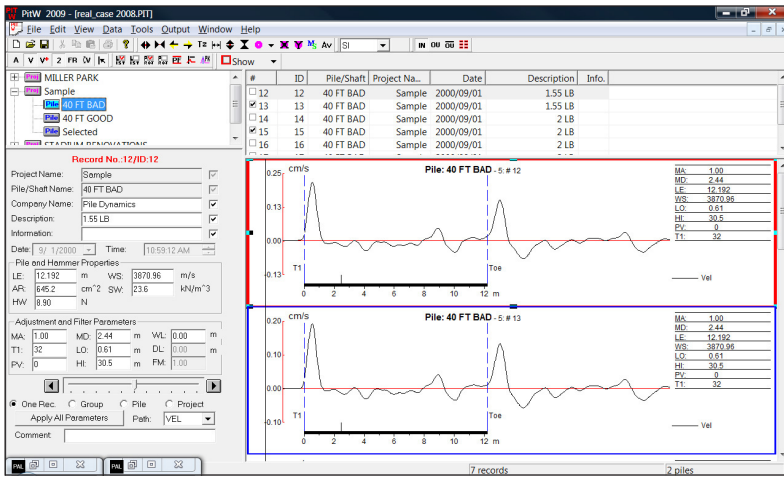 PitW 2009 - [real_case 2008.PIT]
File Edit View Data Tools Output Window Help
T≥ M₅ Av SI IN OU OU
A V V* 2 FR Show
Proj MILLER PARK
Proj Sample
Pile 40 FT BAD
Pile 40 FT GOOD
Pile Selected
Proj STADIUM RENOVATIONS
# ID Pile/Shaft Project Na... Date Description Info.
12 12 40 FT BAD Sample 2000/09/01 1.55 LB
13 13 40 FT BAD Sample 2000/09/01 1.55 LB
14 14 40 FT BAD Sample 2000/09/01 2 LB
15 15 40 FT BAD Sample 2000/09/01 2 LB
16 16 40 FT BAD Sample 2000/09/01 2 LB
Record No.:12/ID:12
Project Name: Sample
Pile/Shaft Name: 40 FT BAD
Company Name: Pile Dynamics
Description: 1.55 LB
Information:
Date: 9/ 1/2000 Time: 10:59:12 AM
Pile and Hammer Properties
LE: 12.192 m WS: 3870.96 m/s
AR: 645.2 cm^2 SW: 23.6 kN/m^3
HW 8.90 N
Adjustment and Filter Parameters
MA: 1.00 MD: 2.44 m WL: 0.00 m
T1: 32 LO: 0.61 m DL: 0.00 m
PV: 0 HI: 30.5 m FM: 1.00
One Rec. Group Pile Project
Apply All Parameters Path: VEL
Comment
cm/s Pile: 40 FT BAD - 5: # 12
0.25
0.13
0.00
-0.13
T1 Toe
0 2 4 6 8 10 12 m
MA: 1.00
MD: 2.44
LE: 12.192
WS: 3870.96
LO: 0.61
HI: 30.5
PV: 0
T1: 32
Vel
cm/s Pile: 40 FT BAD - 5: # 13
0.20
0.10
0.00
-0.10
T1 Toe
0 2 4 6 8 10 12 m
MA: 1.00
MD: 2.44
LE: 12.192
WS: 3870.96
LO: 0.61
HI: 30.5
PV: 0
T1: 32
Vel
PAL PAL
7 records 2 piles